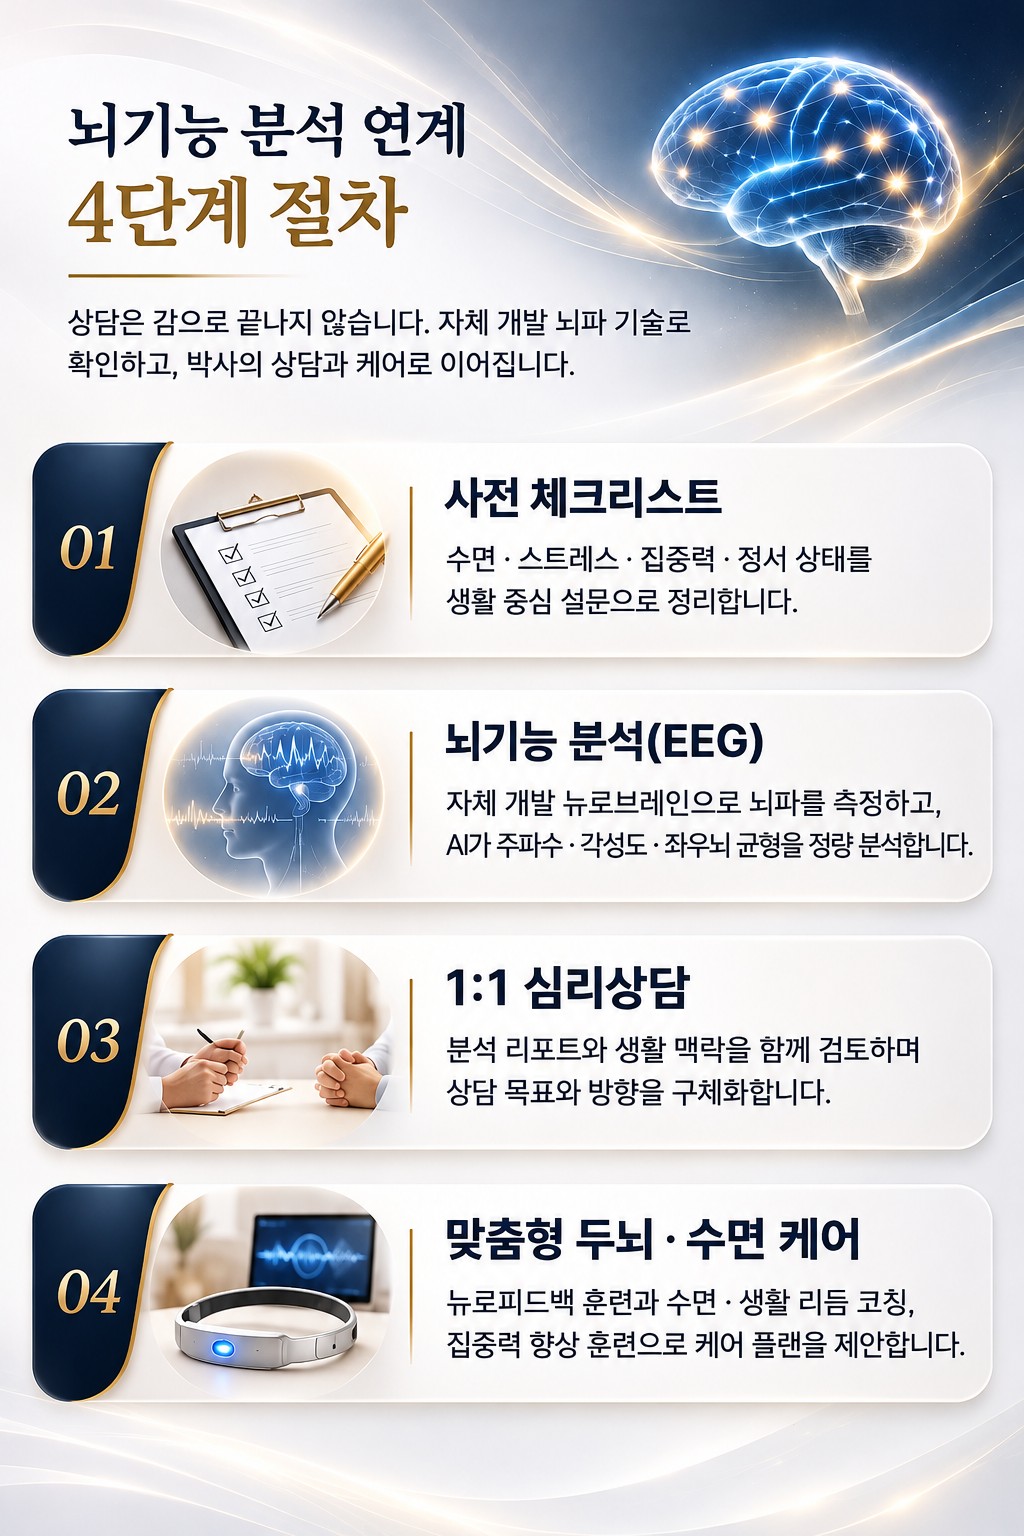 뇌기능 분석 연계
4단계 절차
상담은 감으로 끝나지 않습니다. 자체 개발 뇌파 기술로
확인하고, 박사의 상담과 케어로 이어집니다.
01
사전 체크리스트
수면 · 스트레스 · 집중력 · 정서 상태를
생활 중심 설문으로 정리합니다.
02
뇌기능 분석(EEG)
자체 개발 뉴로브레인으로 뇌파를 측정하고,
AI가 주파수 · 각성도 · 좌우뇌 균형을 정량 분석합니다.
03
1:1 심리상담
분석 리포트와 생활 맥락을 함께 검토하며
상담 목표와 방향을 구체화합니다.
04
맞춤형 두뇌 · 수면 케어
뉴로피드백 훈련과 수면 · 생활 리듬 코칭,
집중력 향상 훈련으로 케어 플랜을 제안합니다.